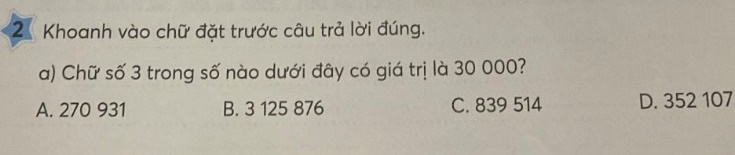 2 Khoanh vào chữ đặt trước câu trả lời đúng.
a) Chữ số 3 trong số nào dưới đây có giá trị là 30 000?
A. 270 931 B. 3 125 876 C. 839 514 D. 352 107